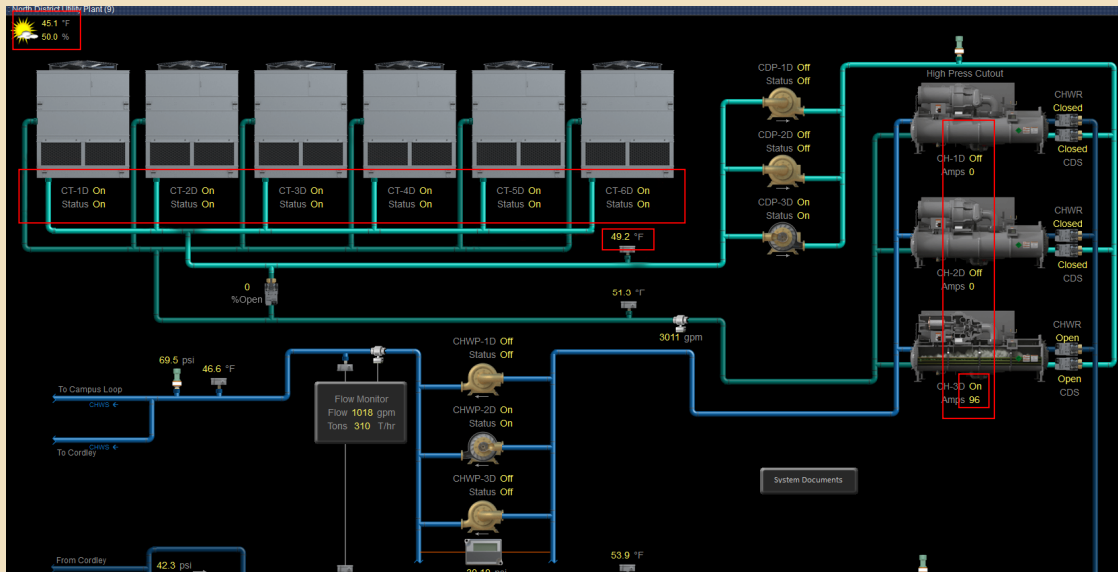 North District Utility Plant (9)
45.1 °F
50.0 %
CT-1D On
Status On
CT-2D On
Status On
CT-3D On
Status On
CT-4D On
Status On
CT-5D On
Status On
CT-6D On
Status On
49.2 °F
0
%Open
51.3 °F
3011 gpm
CDP-1D Off
Status Off
CDP-2D Off
Status Off
CDP-3D On
Status On
High Press Cutout
CHWR
Closed
Closed
CDS
CH-1D Off
Amps 0
CHWR
Closed
Closed
CDS
CH-2D Off
Amps 0
CHWR
Open
Open
CDS
CH-3D On
Amps 96
69.5 psi
46.6 °F
To Campus Loop
CHWS
To Cordley
CHWS
Flow Monitor
Flow 1018 gpm
Tons 310 T/hr
CHWP-1D Off
Status Off
CHWP-2D On
Status On
CHWP-3D Off
Status Off
System Documents
From Cordley
42.3 psi
53.9 °F